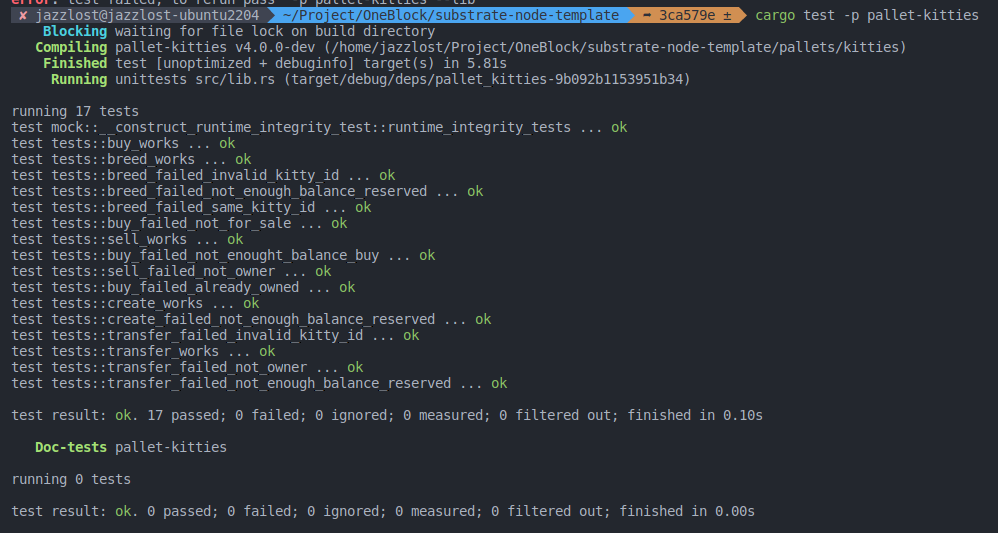 error: test failed, to rerun pass `-p pallet-kitties --lib`
✘ jazzlost@jazzlost-ubuntu2204 ~/Project/OneBlock/substrate-node-template ➦ 3ca579e ± cargo test -p pallet-kitties
Blocking waiting for file lock on build directory
Compiling pallet-kitties v4.0.0-dev (/home/jazzlost/Project/OneBlock/substrate-node-template/pallets/kitties)
Finished test [unoptimized + debuginfo] target(s) in 5.81s
Running unittests src/lib.rs (target/debug/deps/pallet_kitties-9b092b1153951b34)
running 17 tests
test mock::__construct_runtime_integrity_test::runtime_integrity_tests ... ok
test tests::buy_works ... ok
test tests::breed_works ... ok
test tests::breed_failed_invalid_kitty_id ... ok
test tests::breed_failed_not_enough_balance_reserved ... ok
test tests::breed_failed_same_kitty_id ... ok
test tests::buy_failed_not_for_sale ... ok
test tests::sell_works ... ok
test tests::buy_failed_not_enought_balance_buy ... ok
test tests::sell_failed_not_owner ... ok
test tests::buy_failed_already_owned ... ok
test tests::create_works ... ok
test tests::create_failed_not_enough_balance_reserved ... ok
test tests::transfer_failed_invalid_kitty_id ... ok
test tests::transfer_works ... ok
test tests::transfer_failed_not_owner ... ok
test tests::transfer_failed_not_enough_balance_reserved ... ok
test result: ok. 17 passed; 0 failed; 0 ignored; 0 measured; 0 filtered out; finished in 0.10s
Doc-tests pallet-kitties
running 0 tests
test result: ok. 0 passed; 0 failed; 0 ignored; 0 measured; 0 filtered out; finished in 0.00s